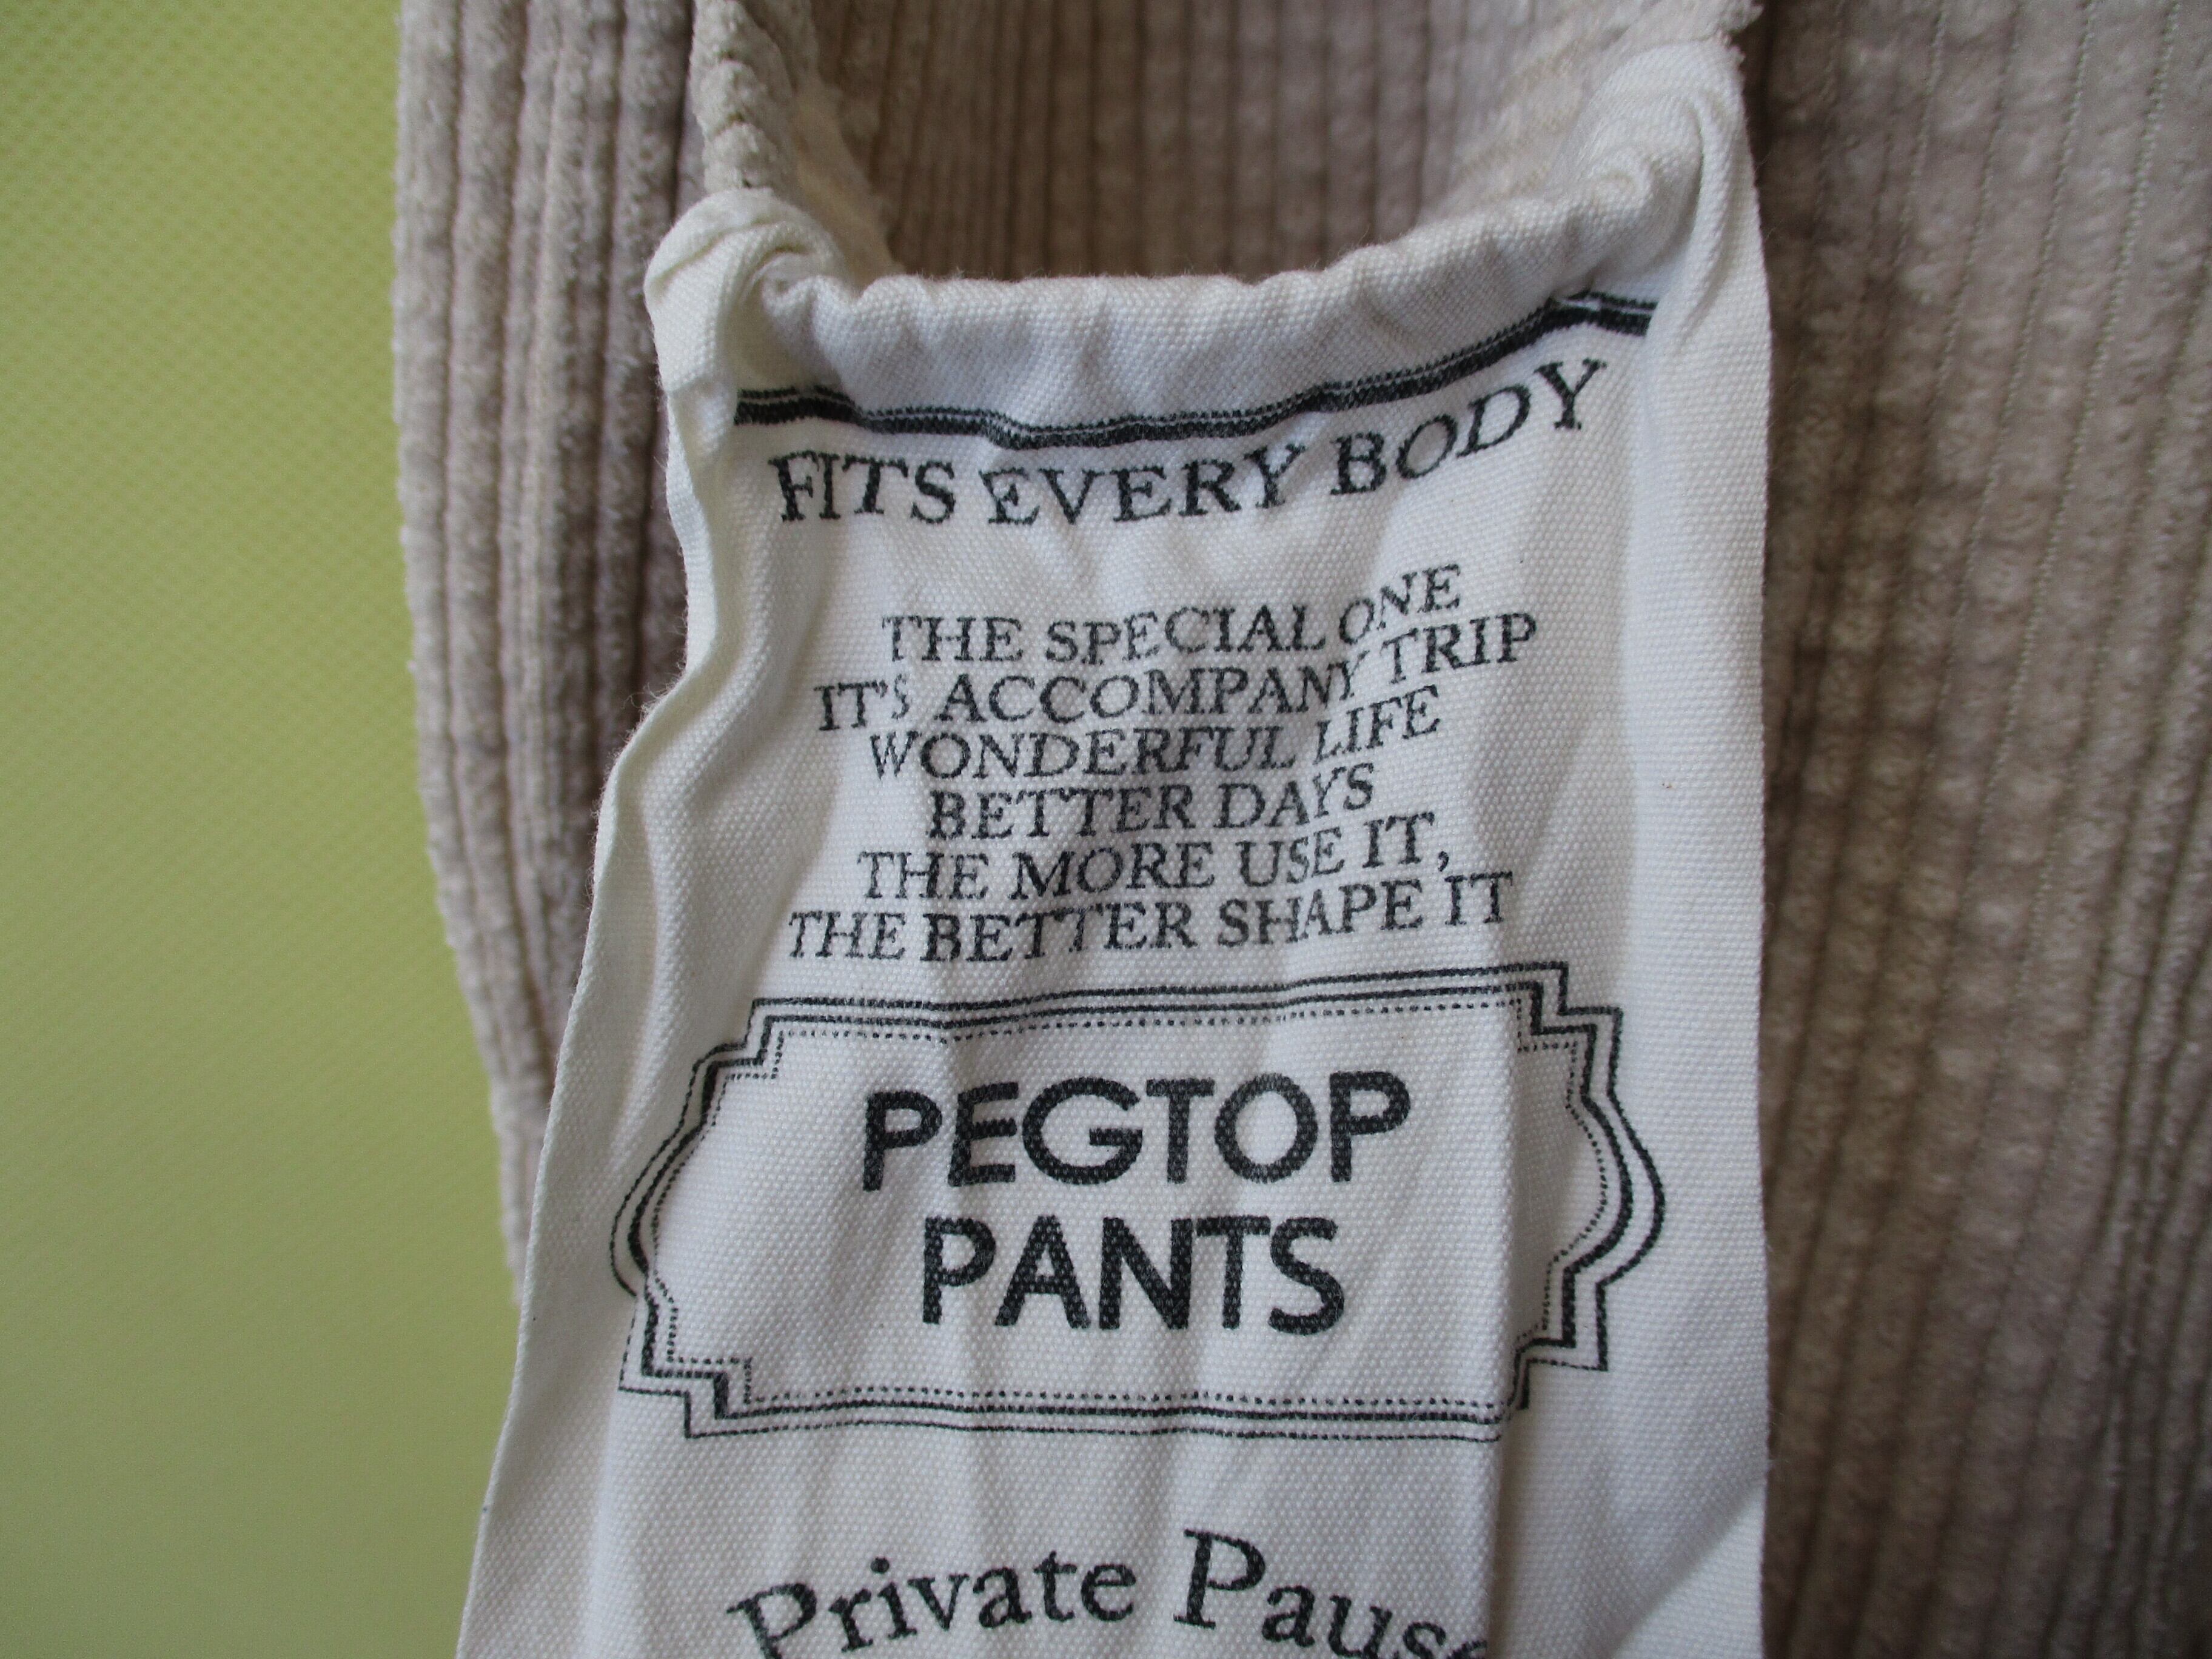 FITS EVERY BODY
THE SPECIAL ONE
IT'S ACCOMPANY TRIP
WONDERFUL LIFE
BETTER DAYS
THE MORE USE IT,
THE BETTER SHAPE IT
PEGTOP
PANTS
Private Pause